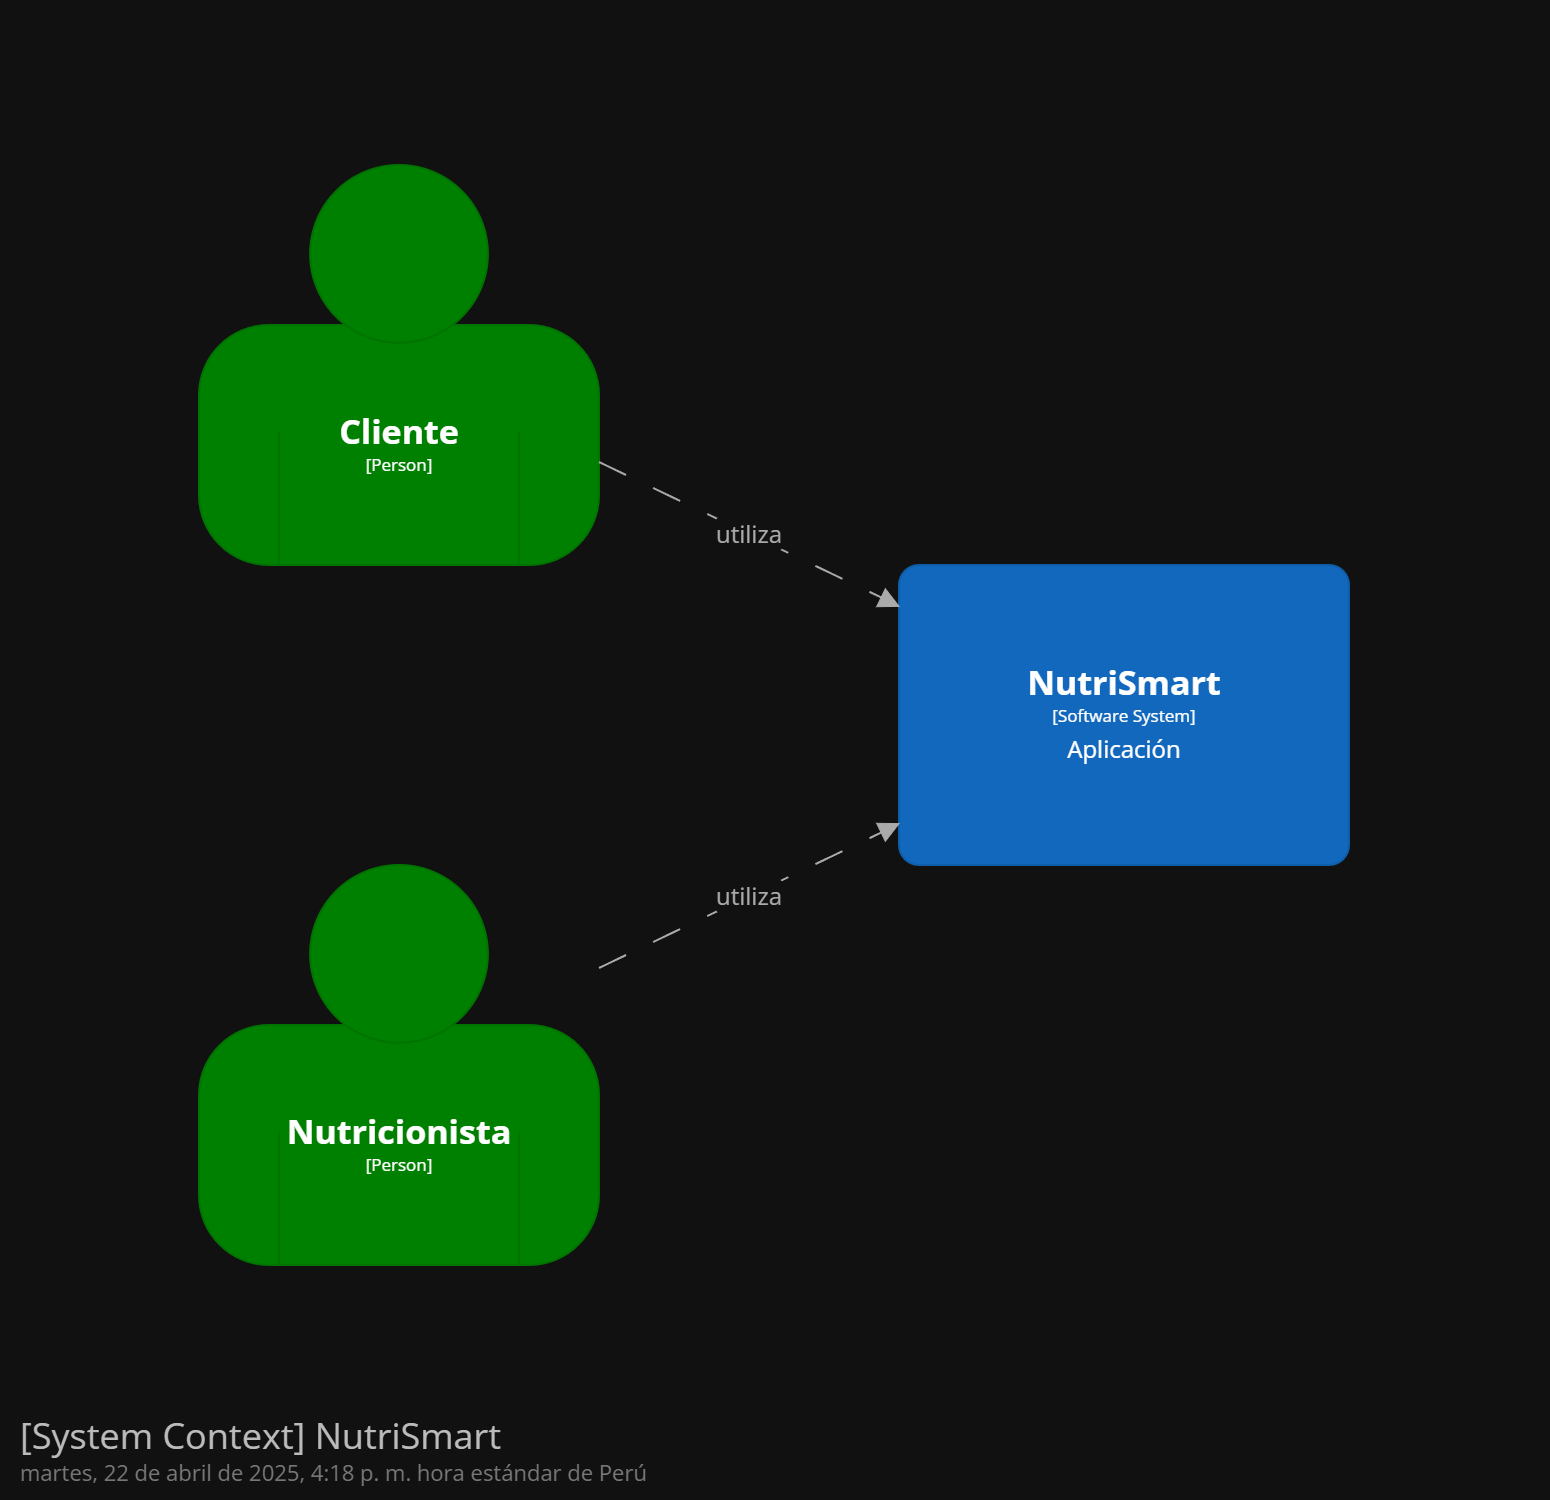 Cliente
[Person]
utiliza
NutriSmart
[Software System]
Aplicación
utiliza
Nutricionista
[Person]
[System Context] NutriSmart
martes, 22 de abril de 2025, 4:18 p. m. hora estándar de Perú